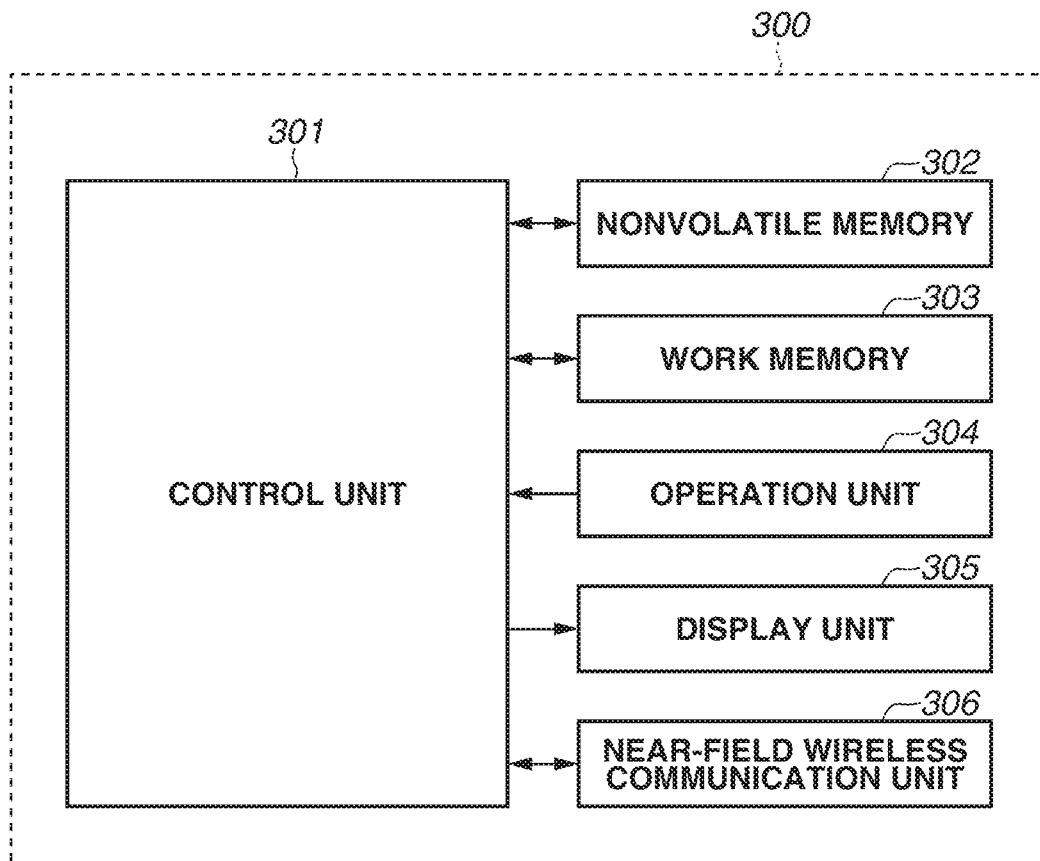 300
301
302
NONVOLATILE MEMORY
303
WORK MEMORY
CONTROL UNIT
304
OPERATION UNIT
305
DISPLAY UNIT
306
NEAR-FIELD WIRELESS
COMMUNICATION UNIT